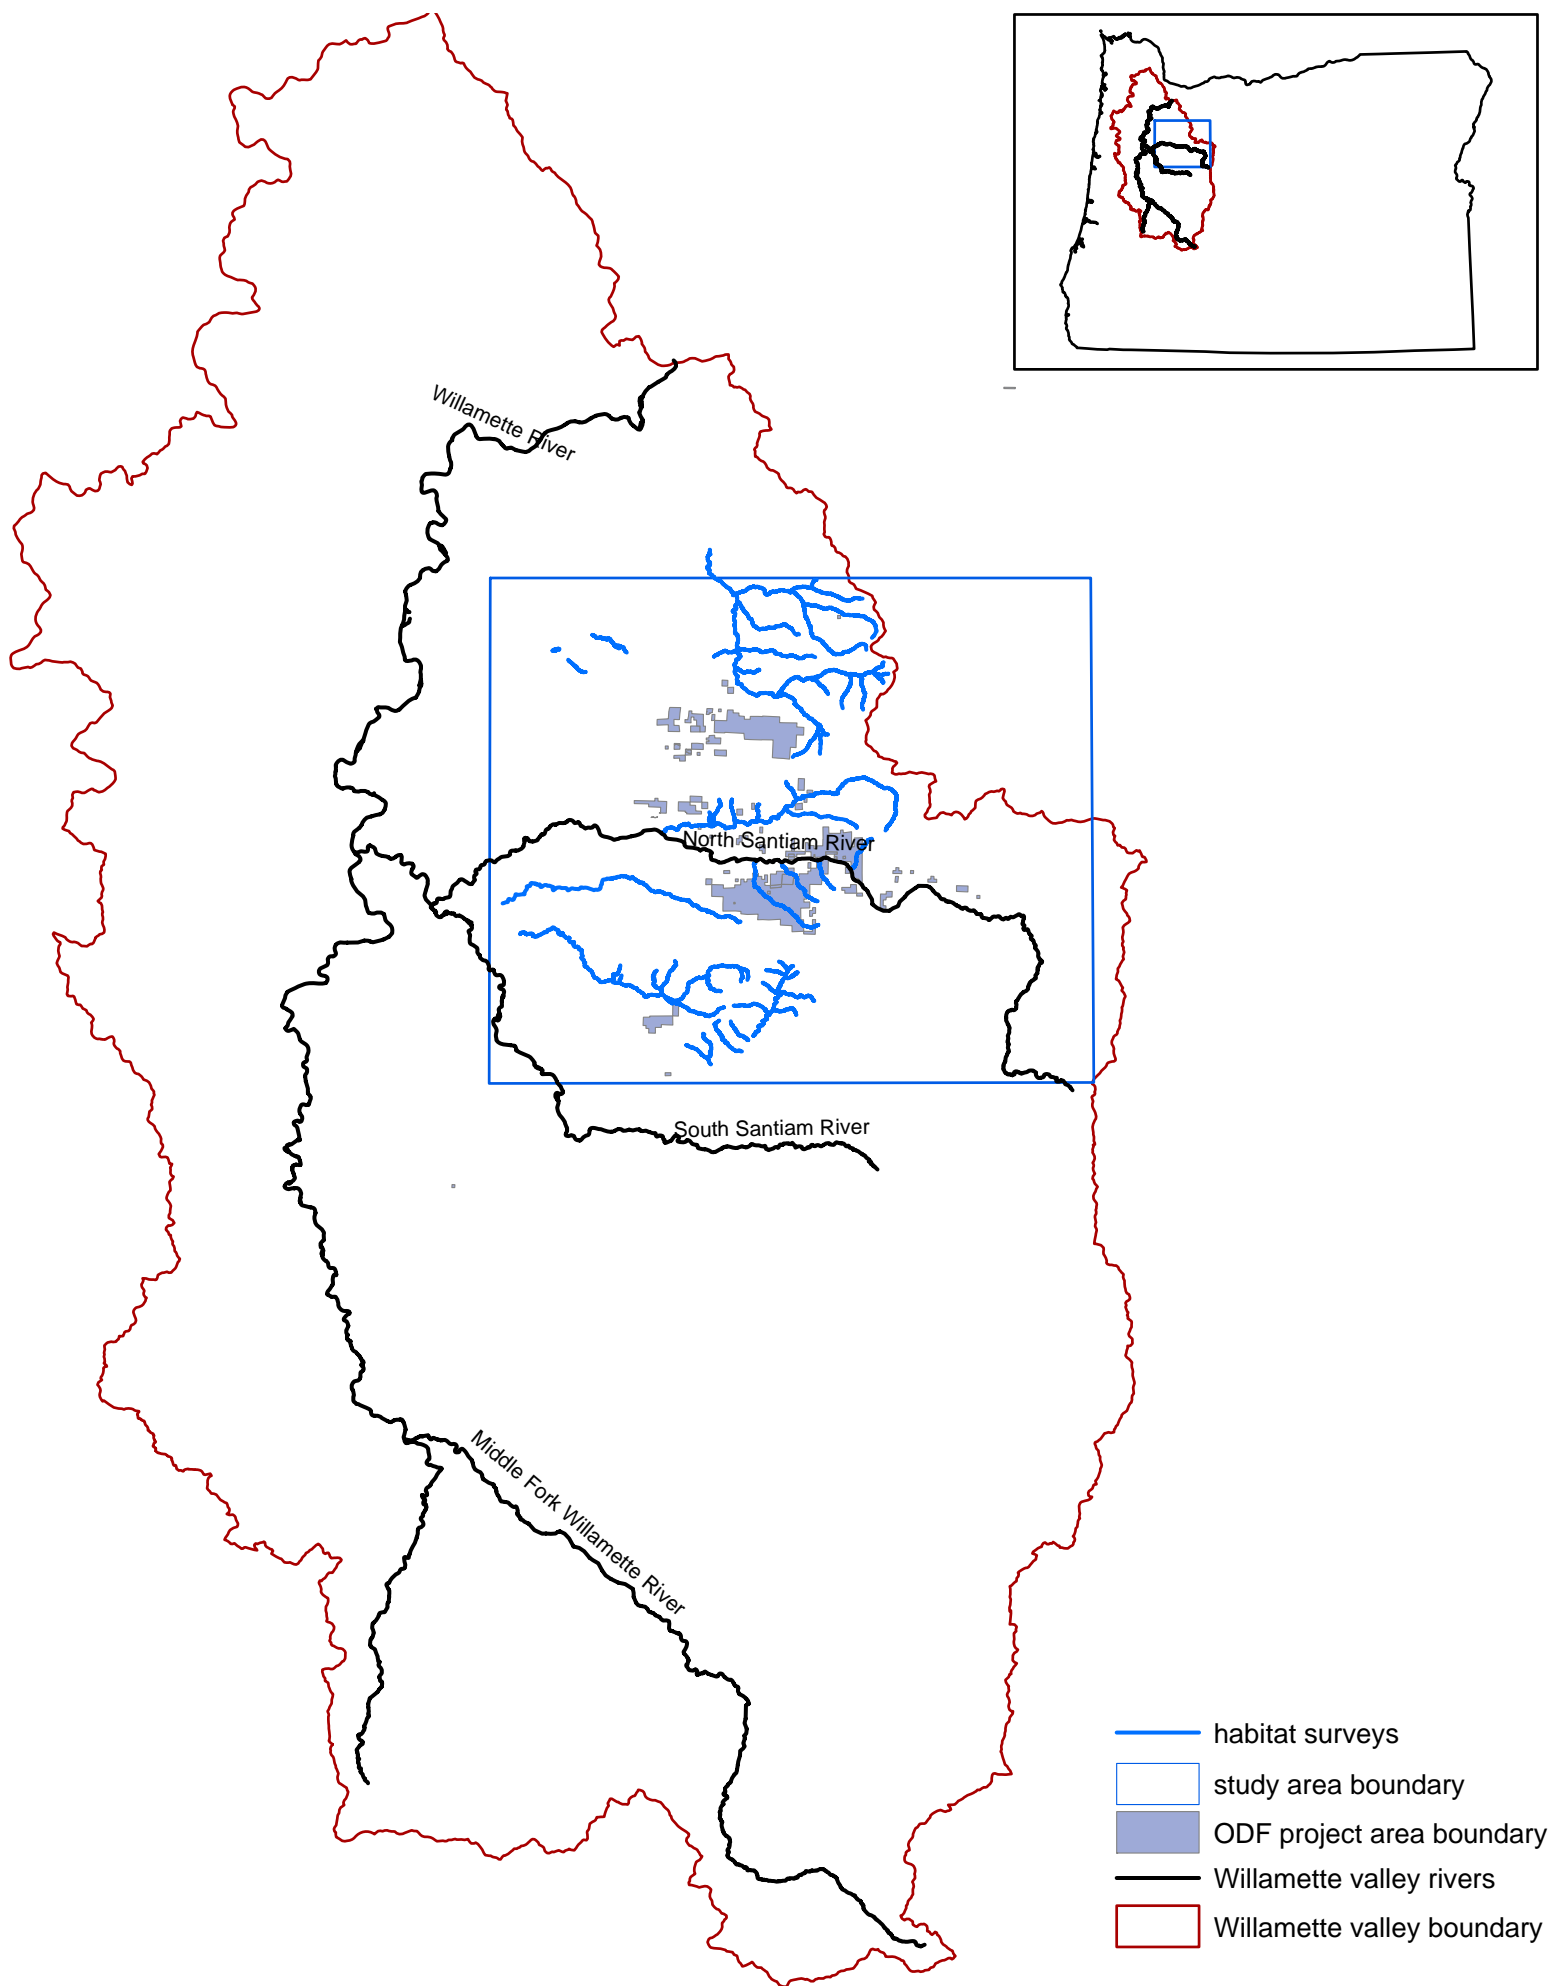 Willamette River
North Santiam River
South Santiam River
Middle Fork Willamette River
habitat surveys
study area boundary
ODF project area boundary
Willamette valley rivers
Willamette valley boundary